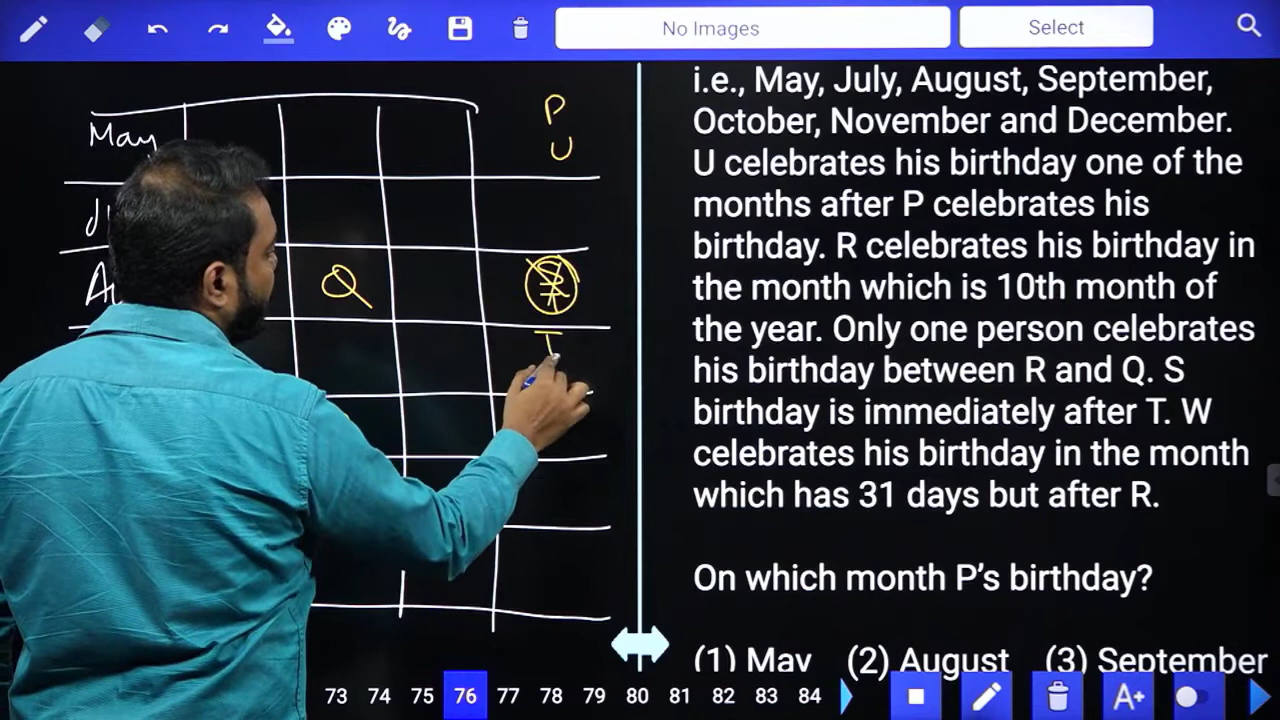 No Images
Select
May
P
U
Q
T
i.e., May, July, August, September,
October, November and December.
U celebrates his birthday one of the
months after P celebrates his
birthday. R celebrates his birthday in
the month which is 10th month of
the year. Only one person celebrates
his birthday between R and Q. S
birthday is immediately after T. W
celebrates his birthday in the month
which has 31 days but after R.
On which month P's birthday?
(1) May (2) August (3) September
73 74 75 76 77 78 79 80 81 82 83 84
A+